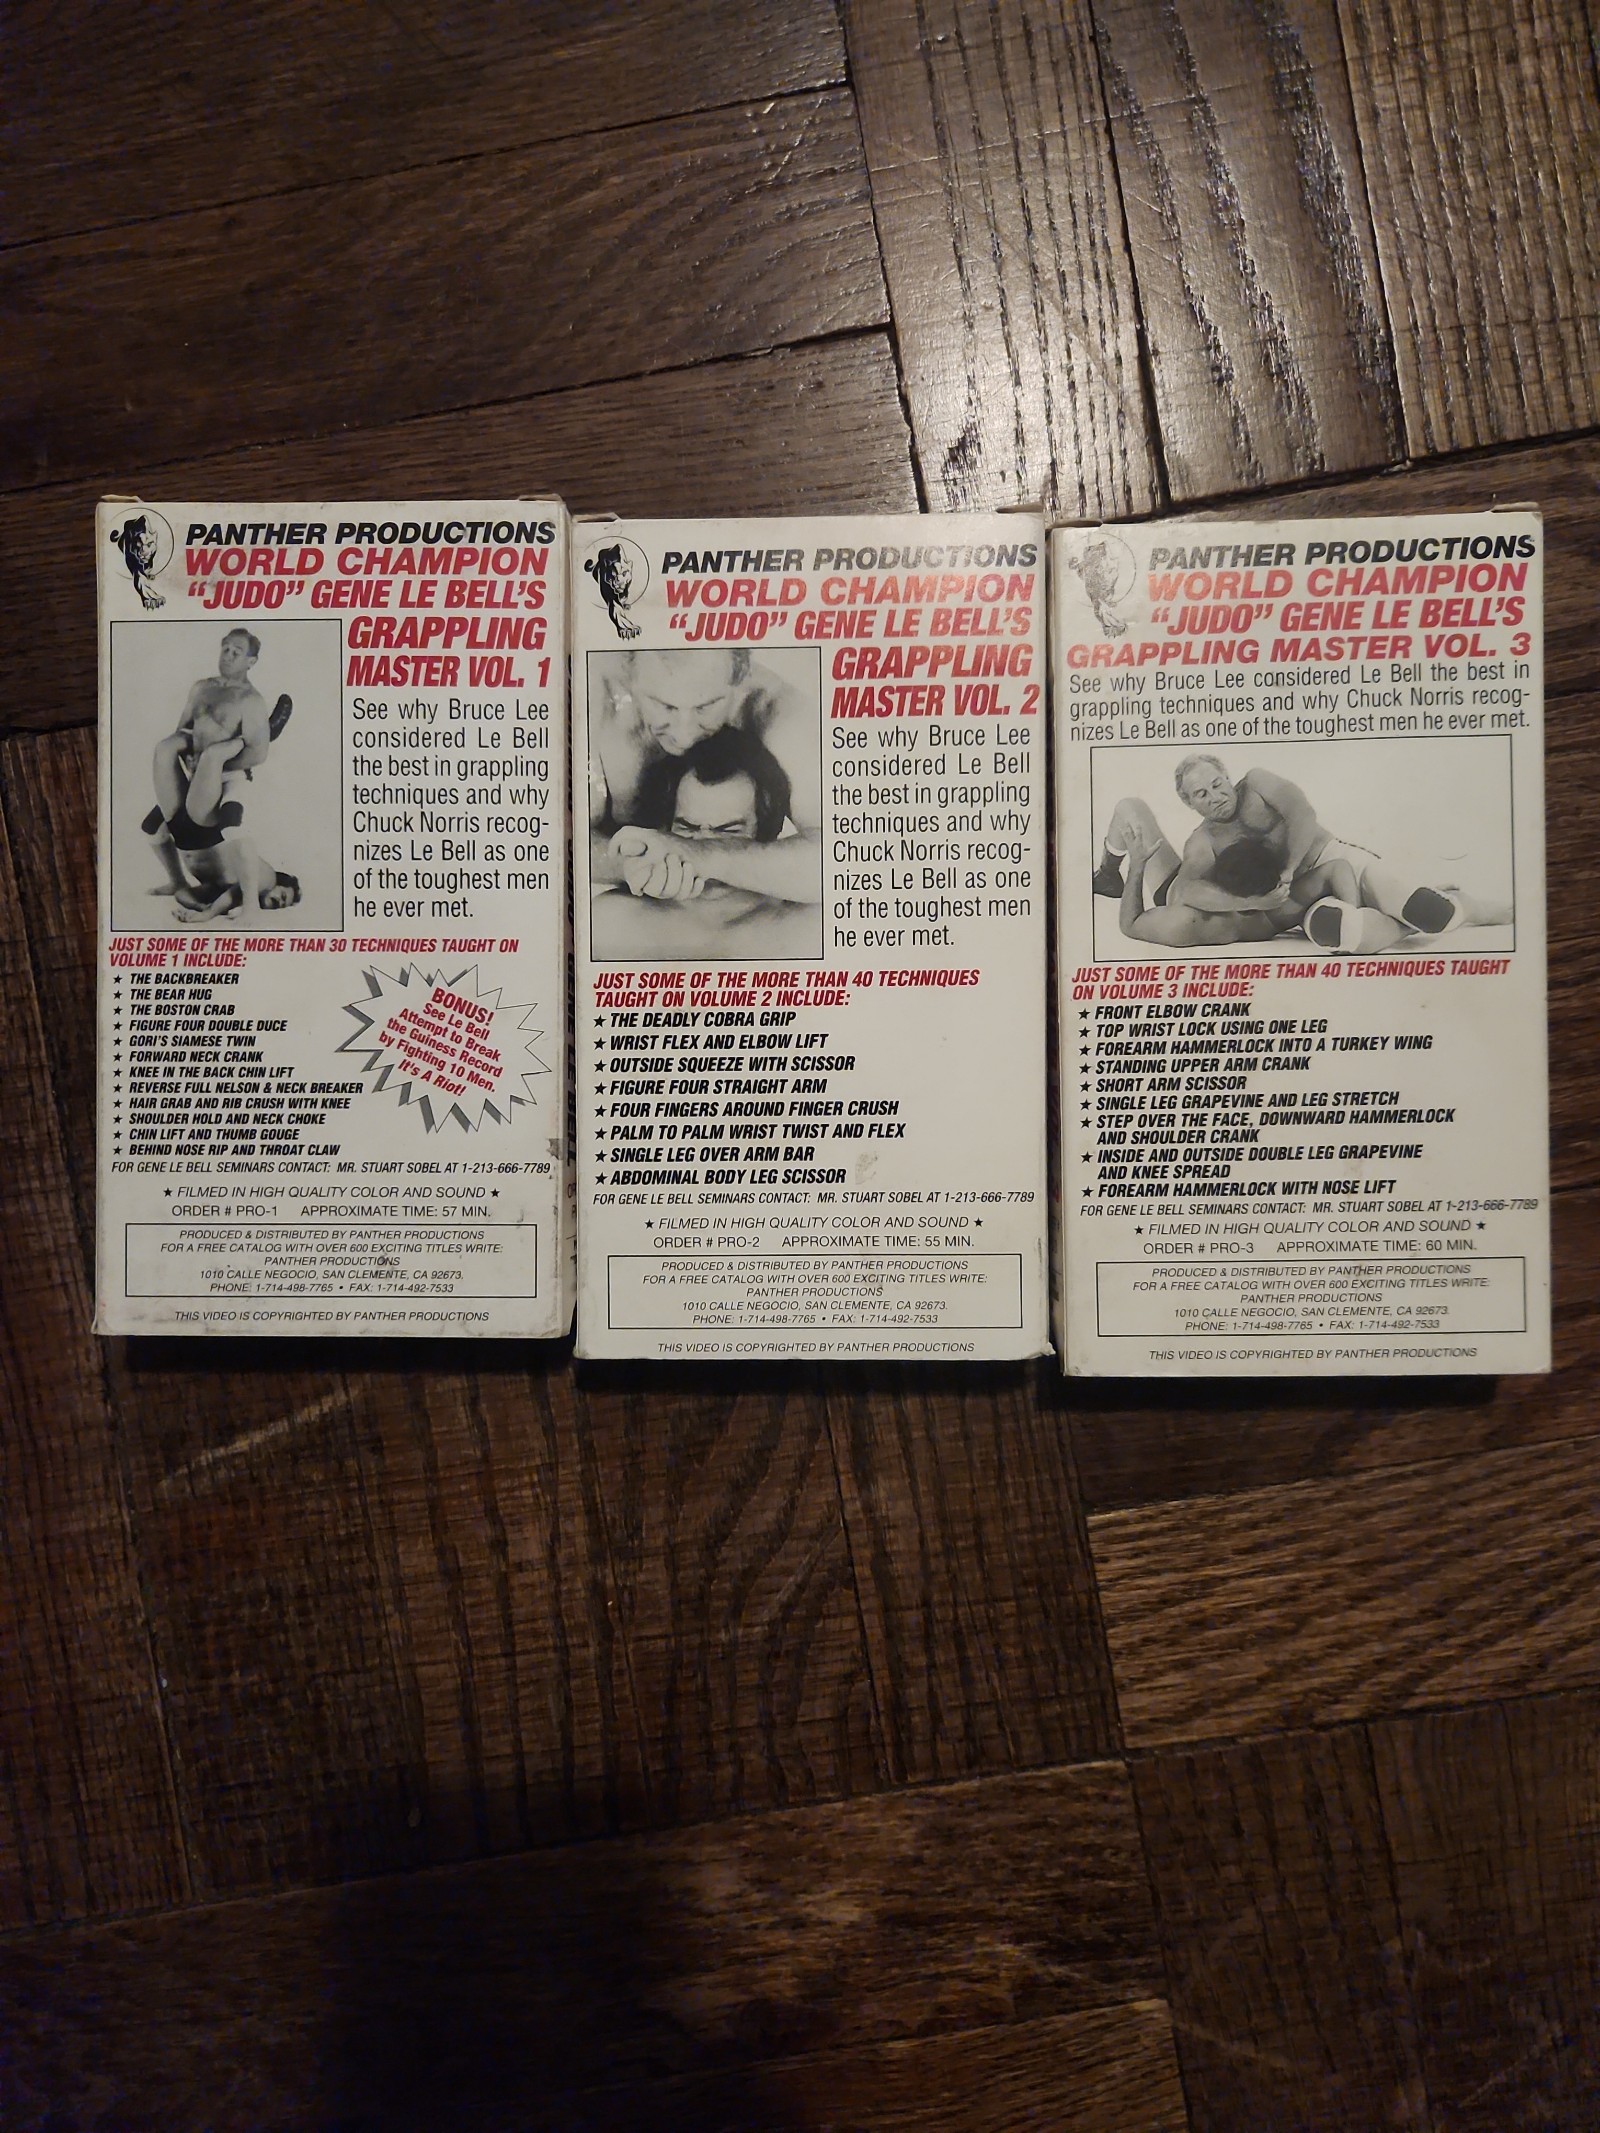 PANTHER PRODUCTIONS
WORLD CHAMPION
"JUDO" GENE LE BELL'S
GRAPPLING
MASTER VOL. 1
See why Bruce Lee
considered Le Bell
the best in grappling
techniques and why
Chuck Norris recog-
nizes Le Bell as one
of the toughest men
he ever met.
JUST SOME OF THE MORE THAN 30 TECHNIQUES TAUGHT ON
VOLUME 1 INCLUDE:
★ THE BACKBREAKER
★ THE BEAR HUG
★ THE BOSTON CRAB
★ FIGURE FOUR DOUBLE DUCE
★ GORI'S SIAMESE TWIN
★ FORWARD NECK CRANK
★ KNEE IN THE BACK CHIN LIFT
★ REVERSE FULL NELSON & NECK BREAKER
★ HAIR GRAB AND RIB CRUSH WITH KNEE
★ SHOULDER HOLD AND NECK CHOKE
★ CHIN LIFT AND THUMB GOUGE
★ BEHIND NOSE RIP AND THROAT CLAW
BONUS!
See Le Bell
Attempt to Break
the Guiness Record
by Fighting 10 Men.
It's A Riot!
FOR GENE LE BELL SEMINARS CONTACT: MR. STUART SOBEL AT 1-213-666-7789
★ FILMED IN HIGH QUALITY COLOR AND SOUND ★
ORDER # PRO-1 APPROXIMATE TIME: 57 MIN.
PRODUCED & DISTRIBUTED BY PANTHER PRODUCTIONS
FOR A FREE CATALOG WITH OVER 600 EXCITING TITLES WRITE:
PANTHER PRODUCTIONS
1010 CALLE NEGOCIO, SAN CLEMENTE, CA 92673.
PHONE: 1-714-498-7765 • FAX: 1-714-492-7533
THIS VIDEO IS COPYRIGHTED BY PANTHER PRODUCTIONS
PANTHER PRODUCTIONS
WORLD CHAMPION
"JUDO" GENE LE BELL'S
GRAPPLING
MASTER VOL. 2
See why Bruce Lee
considered Le Bell
the best in grappling
techniques and why
Chuck Norris recog-
nizes Le Bell as one
of the toughest men
he ever met.
JUST SOME OF THE MORE THAN 40 TECHNIQUES
TAUGHT ON VOLUME 2 INCLUDE:
★ THE DEADLY COBRA GRIP
★ WRIST FLEX AND ELBOW LIFT
★ OUTSIDE SQUEEZE WITH SCISSOR
★ FIGURE FOUR STRAIGHT ARM
★ FOUR FINGERS AROUND FINGER CRUSH
★ PALM TO PALM WRIST TWIST AND FLEX
★ SINGLE LEG OVER ARM BAR
★ ABDOMINAL BODY LEG SCISSOR
FOR GENE LE BELL SEMINARS CONTACT: MR. STUART SOBEL AT 1-213-666-7789
★ FILMED IN HIGH QUALITY COLOR AND SOUND ★
ORDER # PRO-2 APPROXIMATE TIME: 55 MIN.
PRODUCED & DISTRIBUTED BY PANTHER PRODUCTIONS
FOR A FREE CATALOG WITH OVER 600 EXCITING TITLES WRITE:
PANTHER PRODUCTIONS
1010 CALLE NEGOCIO, SAN CLEMENTE, CA 92673.
PHONE: 1-714-498-7765 • FAX: 1-714-492-7533
THIS VIDEO IS COPYRIGHTED BY PANTHER PRODUCTIONS
PANTHER PRODUCTIONS
WORLD CHAMPION
"JUDO" GENE LE BELL'S
GRAPPLING MASTER VOL. 3
See why Bruce Lee considered Le Bell the best in
grappling techniques and why Chuck Norris recog-
nizes Le Bell as one of the toughest men he ever met.
JUST SOME OF THE MORE THAN 40 TECHNIQUES TAUGHT
ON VOLUME 3 INCLUDE:
★ FRONT ELBOW CRANK
★ TOP WRIST LOCK USING ONE LEG
★ FOREARM HAMMERLOCK INTO A TURKEY WING
★ STANDING UPPER ARM CRANK
★ SHORT ARM SCISSOR
★ SINGLE LEG GRAPEVINE AND LEG STRETCH
★ STEP OVER THE FACE, DOWNWARD HAMMERLOCK
AND SHOULDER CRANK
★ INSIDE AND OUTSIDE DOUBLE LEG GRAPEVINE
AND KNEE SPREAD
★ FOREARM HAMMERLOCK WITH NOSE LIFT
FOR GENE LE BELL SEMINARS CONTACT: MR. STUART SOBEL AT 1-213-666-7789
★ FILMED IN HIGH QUALITY COLOR AND SOUND ★
ORDER # PRO-3 APPROXIMATE TIME: 60 MIN.
PRODUCED & DISTRIBUTED BY PANTHER PRODUCTIONS
FOR A FREE CATALOG WITH OVER 600 EXCITING TITLES WRITE:
PANTHER PRODUCTIONS
1010 CALLE NEGOCIO, SAN CLEMENTE, CA 92673.
PHONE: 1-714-498-7765 • FAX: 1-714-492-7533
THIS VIDEO IS COPYRIGHTED BY PANTHER PRODUCTIONS